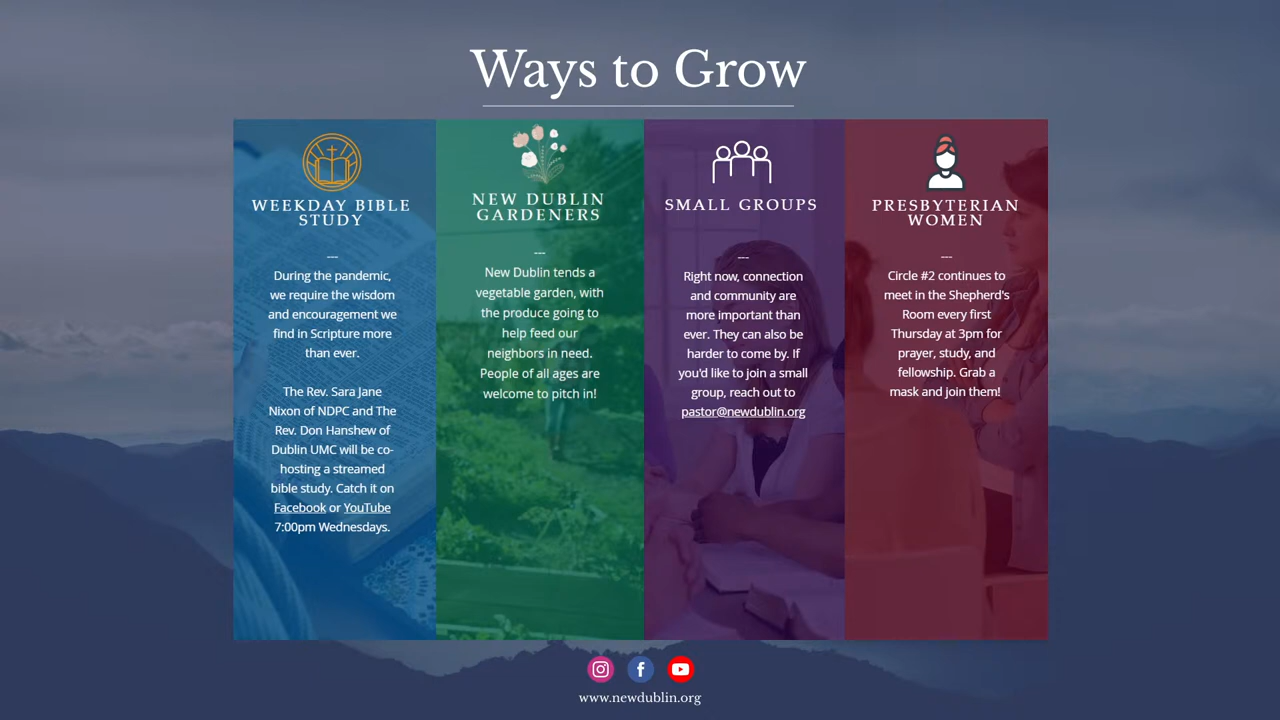 Ways to Grow
WEEKDAY BIBLE
STUDY
---
During the pandemic,
we require the wisdom
and encouragement we
find in Scripture more
than ever.
The Rev. Sara Jane
Nixon of NDPC and The
Rev. Don Hanshew of
Dublin UMC will be co-
hosting a streamed
bible study. Catch it on
Facebook or YouTube
7:00pm Wednesdays.
NEW DUBLIN
GARDENERS
---
New Dublin tends a
vegetable garden, with
the produce going to
help feed our
neighbors in need.
People of all ages are
welcome to pitch in!
SMALL GROUPS
---
Right now, connection
and community are
more important than
ever. They can also be
harder to come by. If
you'd like to join a small
group, reach out to
pastor@newdublin.org
PRESBYTERIAN
WOMEN
---
Circle #2 continues to
meet in the Shepherd's
Room every first
Thursday at 3pm for
prayer, study, and
fellowship. Grab a
mask and join them!
www.newdublin.org